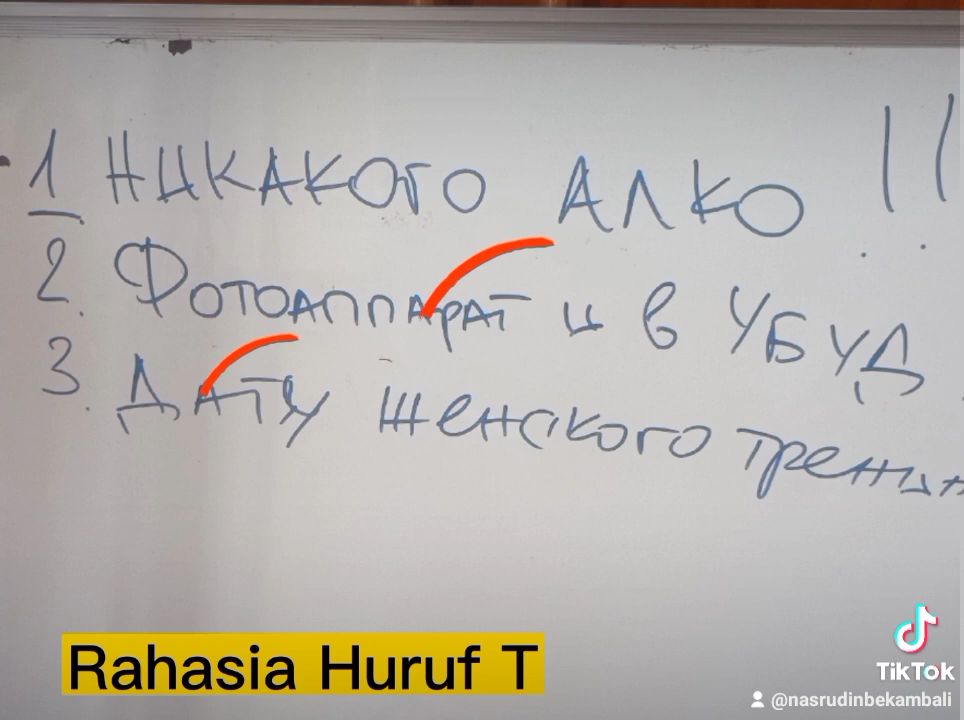 1 НИКАКОГО АЛКО !!
2. ФОТОАППАРАТ и в УБУД
3. ДАТУ женского
Rahasia Huruf T
TikTok
@nasrudinbekambali